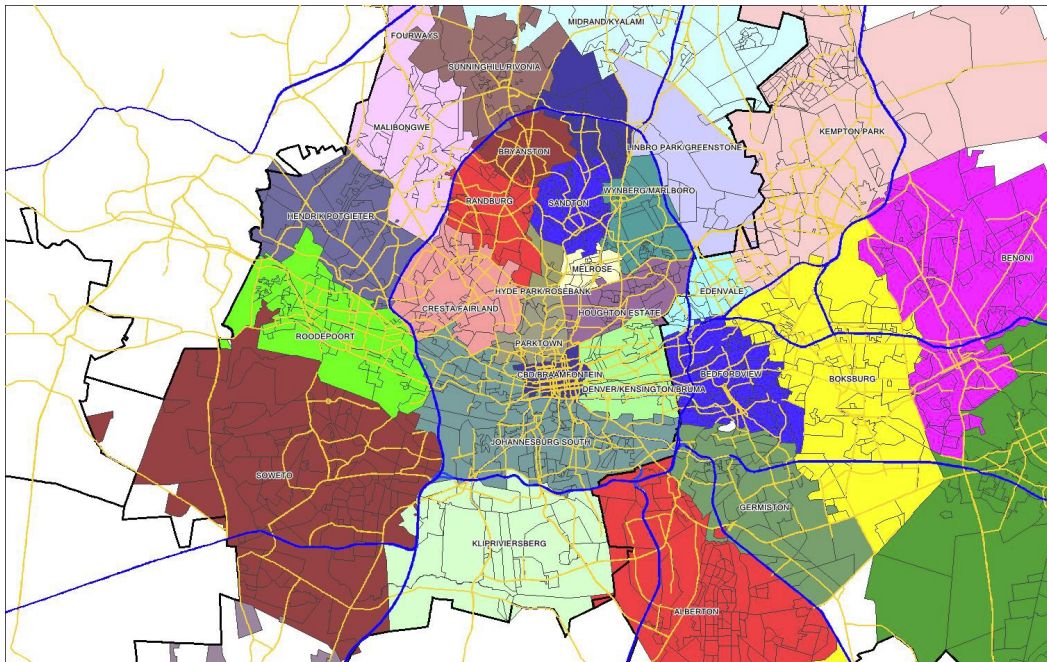 MIDRAND/KYALAMI
FOURWAYS
SUNNINGHILL/RIVONIA
MALIBONGWE
KEMPTON PARK
BRYANSTON
LINBRO PARK/GREENSTONE
WYNBERG/MARLBORO
RANDBURG
SANDTON
HENDRIK POTGIETER
BENONI
MELROSE
HYDE PARK/ROSEBANK
EDENVALE
CRESTA/FAIRLAND
HOUGHTON ESTATE
ROODEPOORT
PARKTOWN
CBD/BRAAMFONTEIN
BEDFORDVIEW
BOKSBURG
DENVER/KENSINGTON/BRUMA
JOHANNESBURG SOUTH
SOWETO
GERMISTON
KLIPRIVIERSBERG
ALBERTON